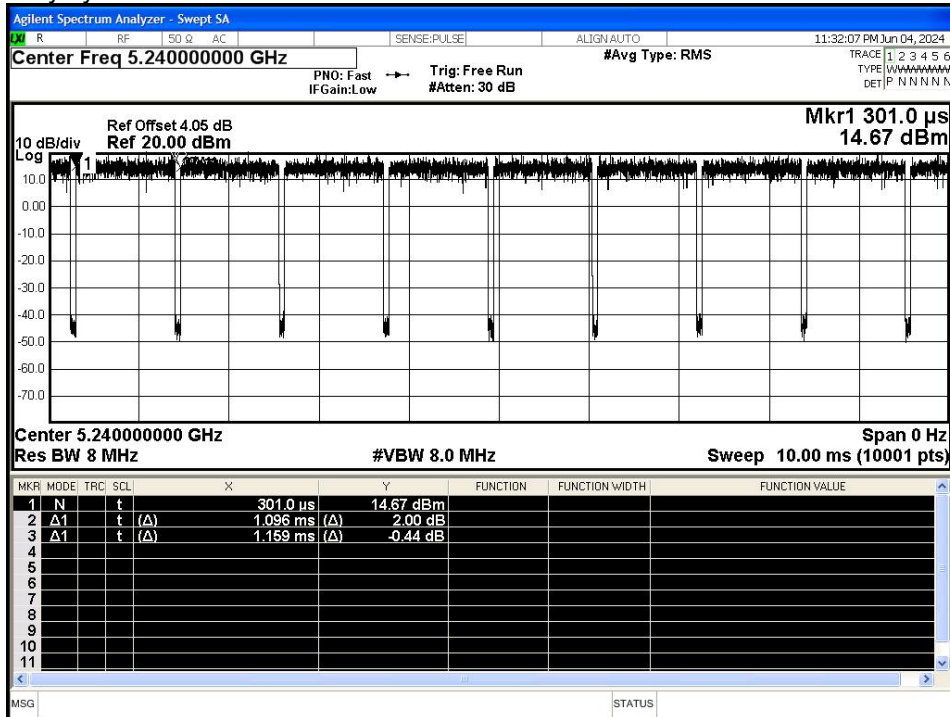 Agilent Spectrum Analyzer - Swept SA
LXI R RF 50 Ω AC SENSE:PULSE ALIGN AUTO 11:32:07 PM Jun 04, 2024
Center Freq 5.240000000 GHz #Avg Type: RMS TRACE 1 2 3 4 5 6
PNO: Fast Trig: Free Run TYPE
IFGain:Low #Atten: 30 dB DET P N N N N N
Mkr1 301.0 µs
14.67 dBm
Ref Offset 4.05 dB
10 dB/div Ref 20.00 dBm
Log
1
10.0
0.00
-10.0
-20.0
-30.0
-40.0
-50.0
-60.0
-70.0
Center 5.240000000 GHz Span 0 Hz
Res BW 8 MHz #VBW 8.0 MHz Sweep 10.00 ms (10001 pts)
MKR MODE TRC SCL X Y FUNCTION FUNCTION WIDTH FUNCTION VALUE
1 N t 301.0 µs 14.67 dBm
2 Δ1 t (Δ) 1.096 ms (Δ) 2.00 dB
3 Δ1 t (Δ) 1.159 ms (Δ) -0.44 dB
4
5
6
7
8
9
10
11
MSG STATUS